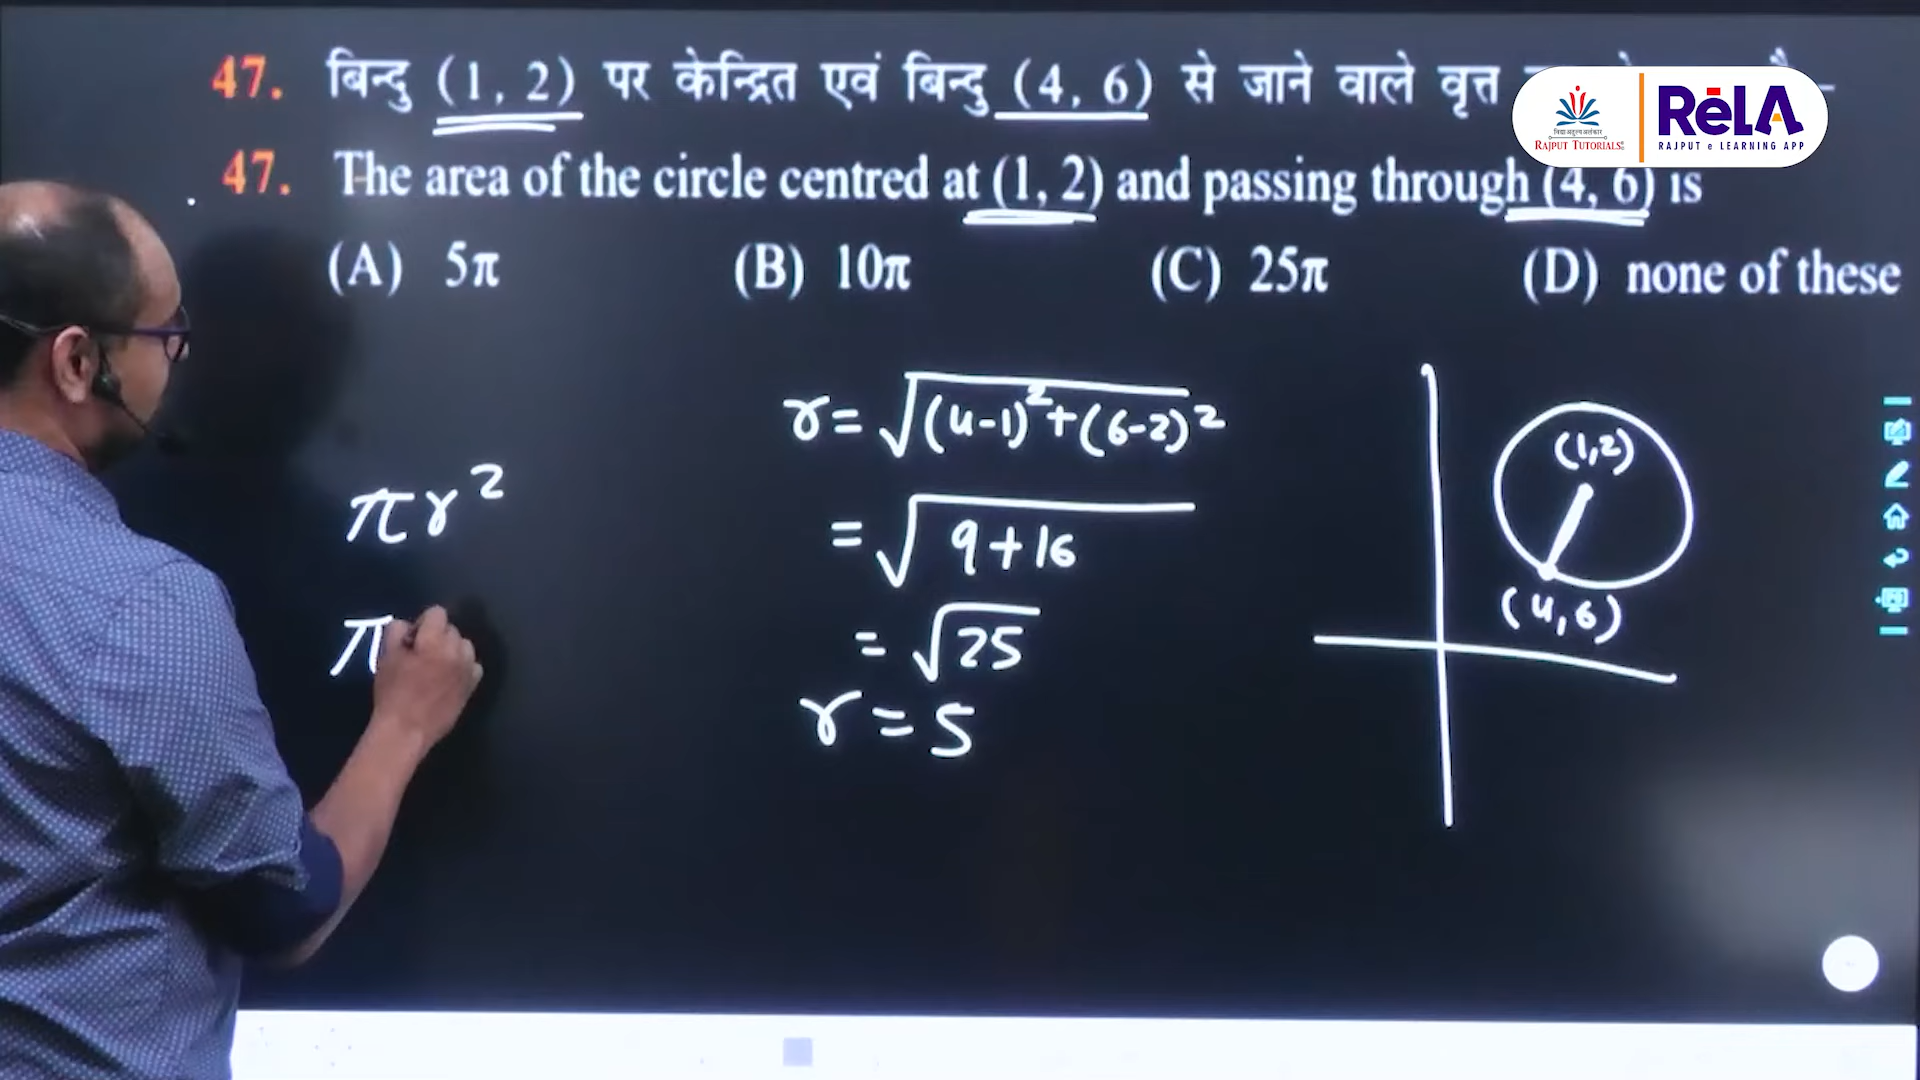 47. बिन्दु (1, 2) पर केन्द्रित एवं बिन्दु (4, 6) से जाने वाले वृत्त
RAJPUT TUTORIALS
RELA
RAJPUT e LEARNING APP
47. The area of the circle centred at (1, 2) and passing through (4, 6) is
(A) 5π (B) 10π (C) 25π (D) none of these
r = √(4-1)²+(6-2)²
= √9+16
= √25
r = 5
πr²
π
(1,2)
(4,6)